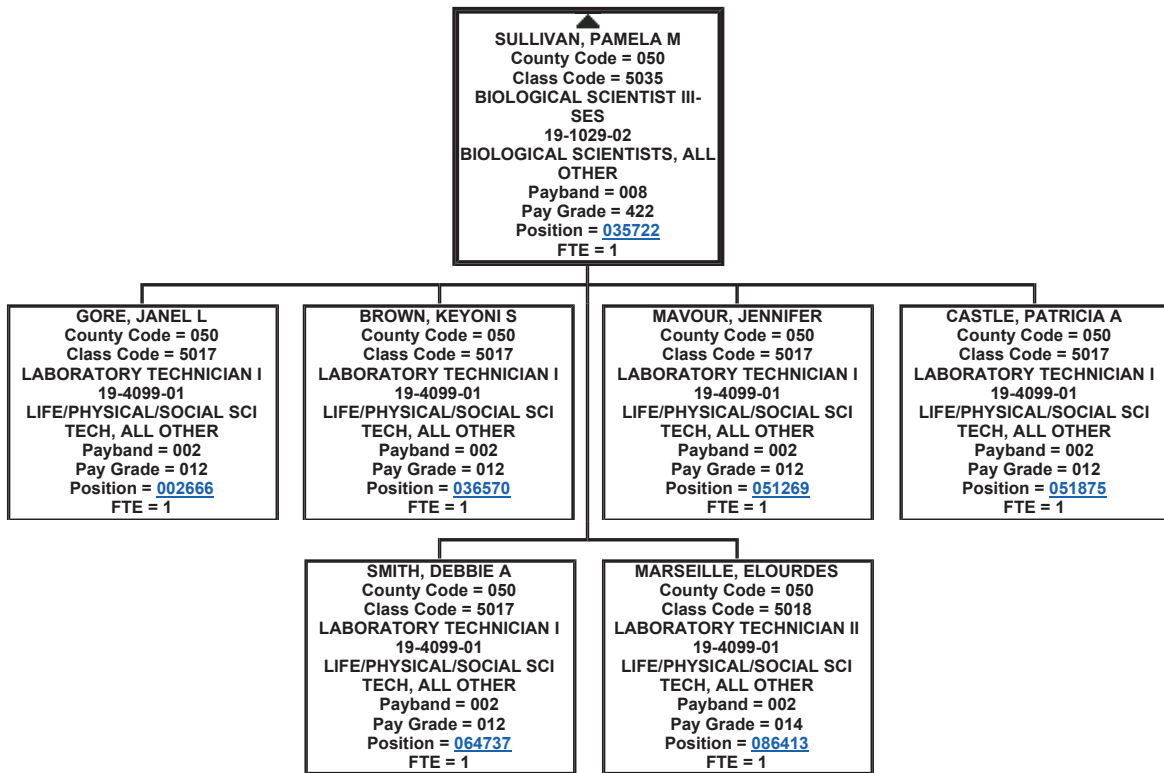 SULLIVAN, PAMELA M
County Code = 050
Class Code = 5035
BIOLOGICAL SCIENTIST III-
SES
19-1029-02
BIOLOGICAL SCIENTISTS, ALL
OTHER
Payband = 008
Pay Grade = 422
Position = 035722
FTE = 1
GORE, JANEL L
County Code = 050
Class Code = 5017
LABORATORY TECHNICIAN I
19-4099-01
LIFE/PHYSICAL/SOCIAL SCI
TECH, ALL OTHER
Payband = 002
Pay Grade = 012
Position = 002666
FTE = 1
BROWN, KEYONI S
County Code = 050
Class Code = 5017
LABORATORY TECHNICIAN I
19-4099-01
LIFE/PHYSICAL/SOCIAL SCI
TECH, ALL OTHER
Payband = 002
Pay Grade = 012
Position = 036570
FTE = 1
MAVOUR, JENNIFER
County Code = 050
Class Code = 5017
LABORATORY TECHNICIAN I
19-4099-01
LIFE/PHYSICAL/SOCIAL SCI
TECH, ALL OTHER
Payband = 002
Pay Grade = 012
Position = 051269
FTE = 1
CASTLE, PATRICIA A
County Code = 050
Class Code = 5017
LABORATORY TECHNICIAN I
19-4099-01
LIFE/PHYSICAL/SOCIAL SCI
TECH, ALL OTHER
Payband = 002
Pay Grade = 012
Position = 051875
FTE = 1
SMITH, DEBBIE A
County Code = 050
Class Code = 5017
LABORATORY TECHNICIAN I
19-4099-01
LIFE/PHYSICAL/SOCIAL SCI
TECH, ALL OTHER
Payband = 002
Pay Grade = 012
Position = 064737
FTE = 1
MARSEILLE, ELOURDES
County Code = 050
Class Code = 5018
LABORATORY TECHNICIAN II
19-4099-01
LIFE/PHYSICAL/SOCIAL SCI
TECH, ALL OTHER
Payband = 002
Pay Grade = 014
Position = 086413
FTE = 1